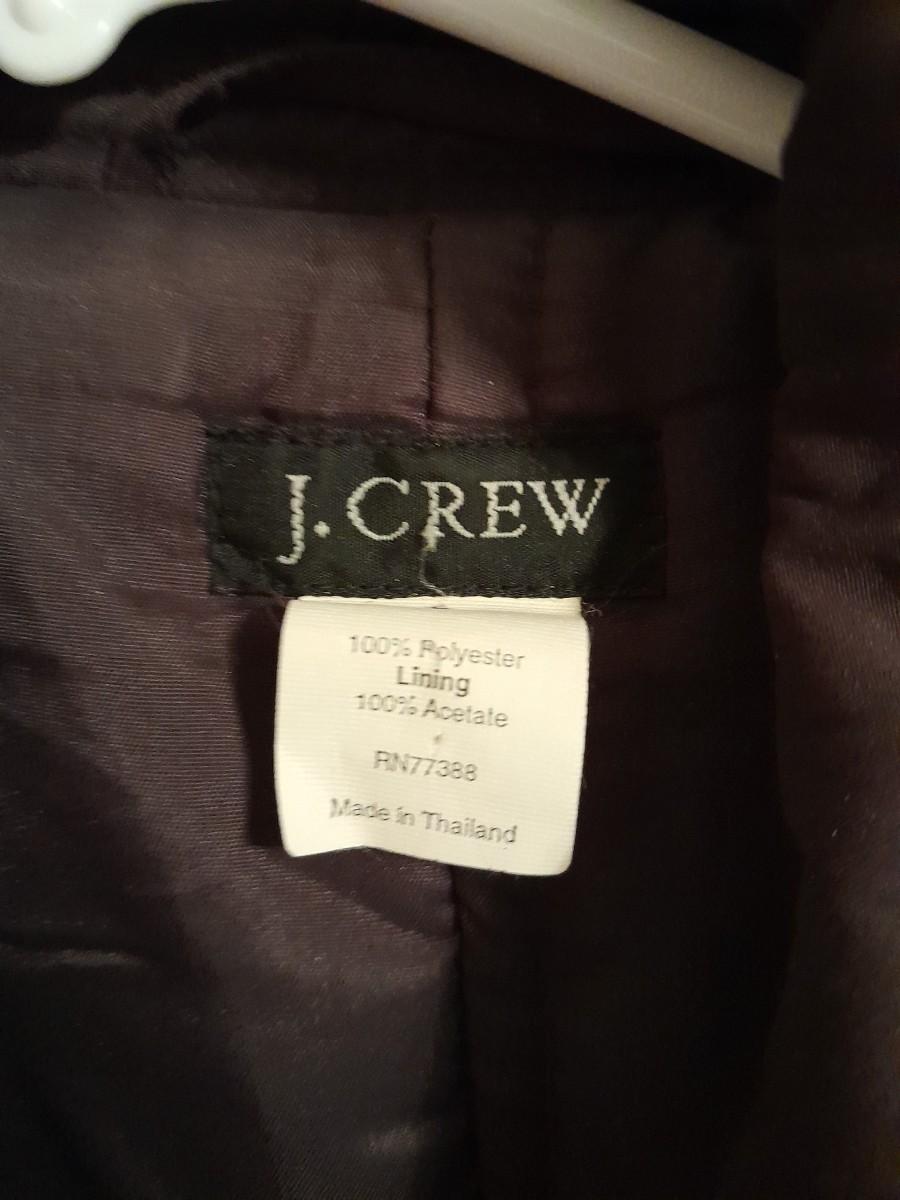 J. CREW
100% Polyester
Lining
100% Acetate
RN77388
Made in Thailand